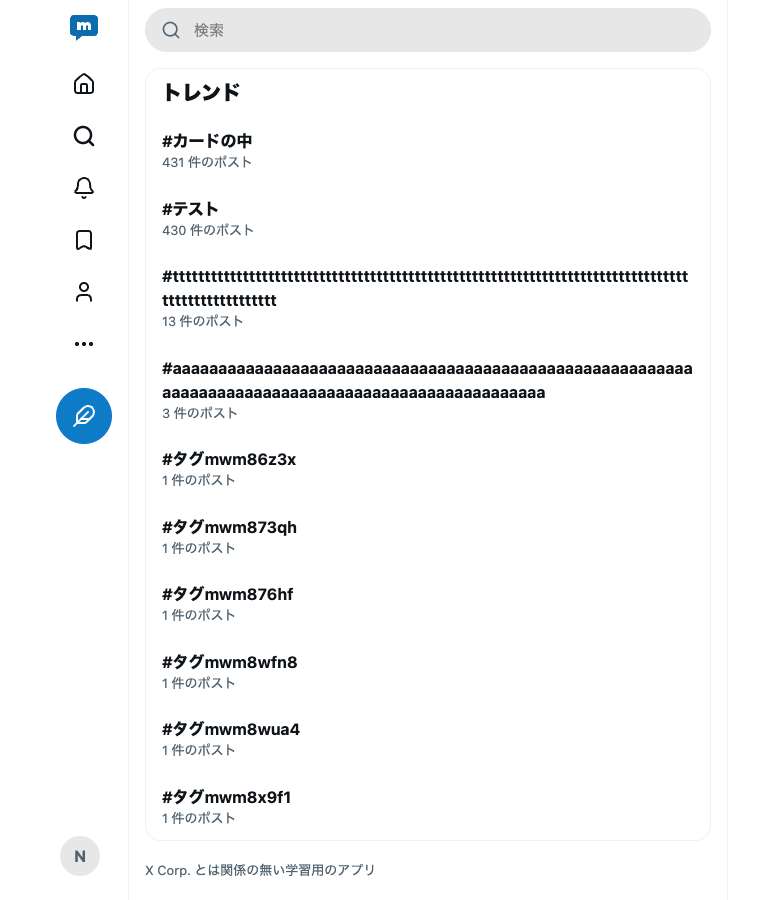 m
検索
トレンド
#カードの中
431 件のポスト
#テスト
430 件のポスト
#tttttttttttttttttttttttttttttttttttttttttttttttttttttttttttttttttttttttttttttttttt
tttttttttttttttttt
13 件のポスト
#aaaaaaaaaaaaaaaaaaaaaaaaaaaaaaaaaaaaaaaaaaaaaaaaaaaaaaaaa
aaaaaaaaaaaaaaaaaaaaaaaaaaaaaaaaaaaaaaaaaa
3 件のポスト
#タグmwm86z3x
1 件のポスト
#タグmwm873qh
1 件のポスト
#タグmwm876hf
1 件のポスト
#タグmwm8wfn8
1 件のポスト
#タグmwm8wua4
1 件のポスト
#タグmwm8x9f1
1 件のポスト
N
X Corp. とは関係の無い学習用のアプリ